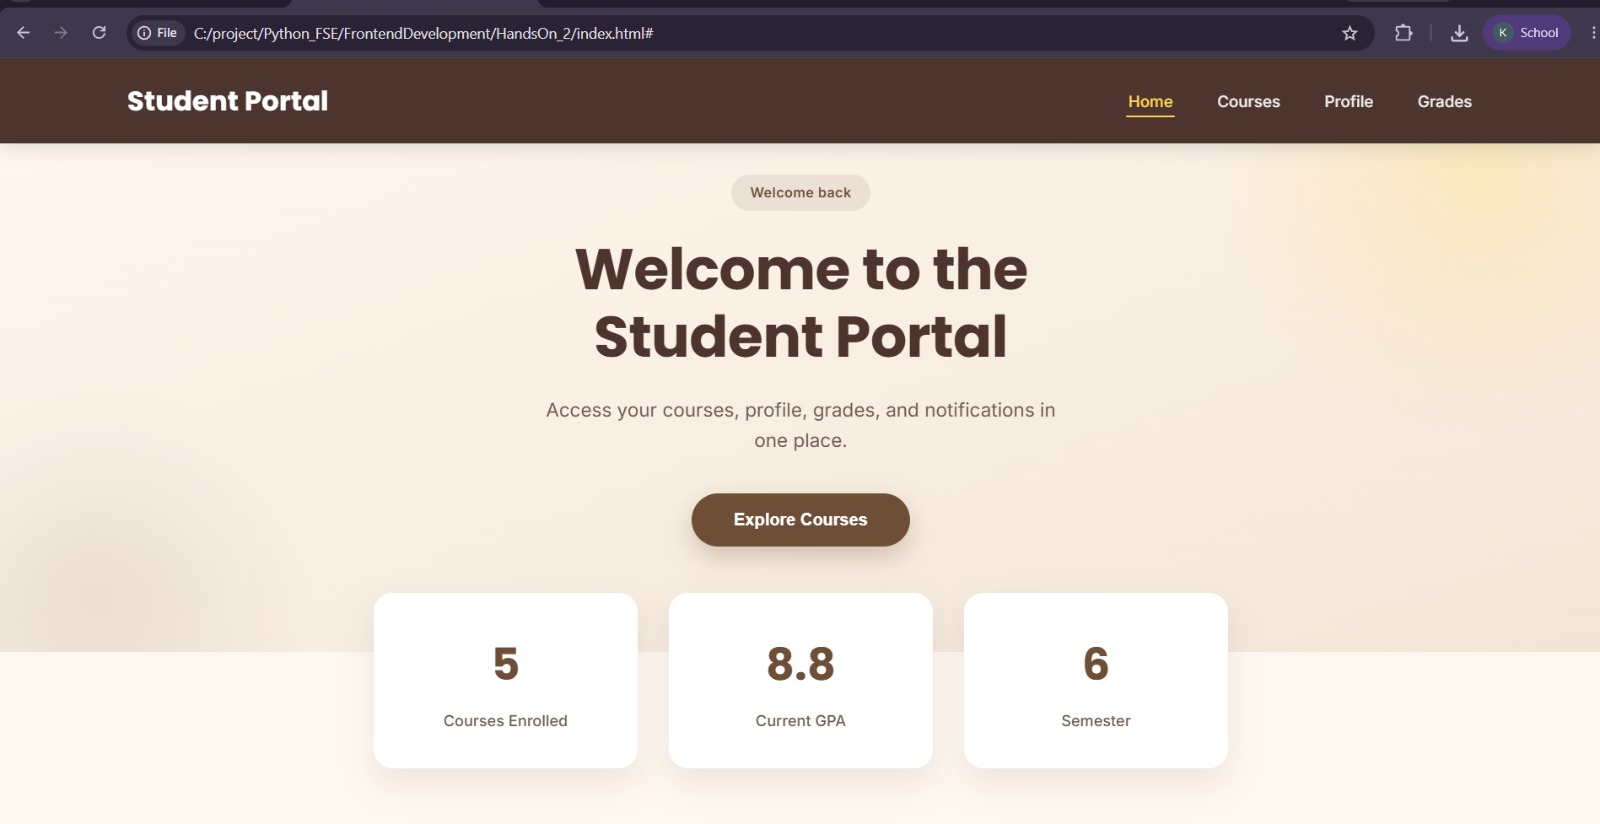 File C:/project/Python_FSE/FrontendDevelopment/HandsOn_2/index.html# K School
Student Portal Home Courses Profile Grades
Welcome back
Welcome to the
Student Portal
Access your courses, profile, grades, and notifications in
one place.
Explore Courses
5 8.8 6
Courses Enrolled Current GPA Semester